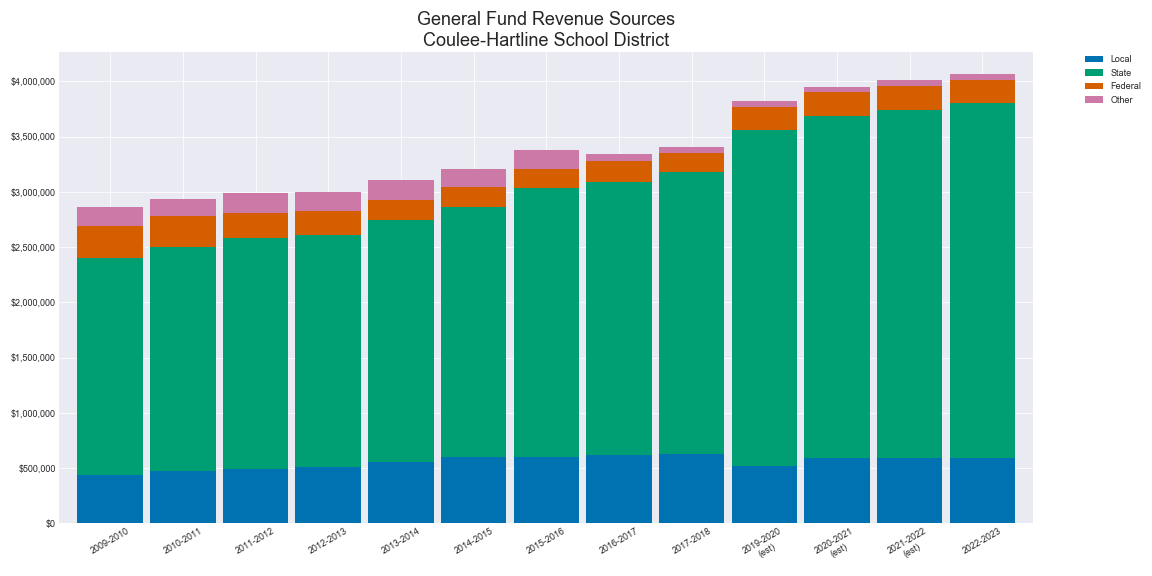 General Fund Revenue Sources
Coulee-Hartline School District
Local
State
Federal
Other
$4,000,000
$3,500,000
$3,000,000
$2,500,000
$2,000,000
$1,500,000
$1,000,000
$500,000
$0
2009-2010
2010-2011
2011-2012
2012-2013
2013-2014
2014-2015
2015-2016
2016-2017
2017-2018
2019-2020
(est)
2020-2021
(est)
2021-2022
(est)
2022-2023